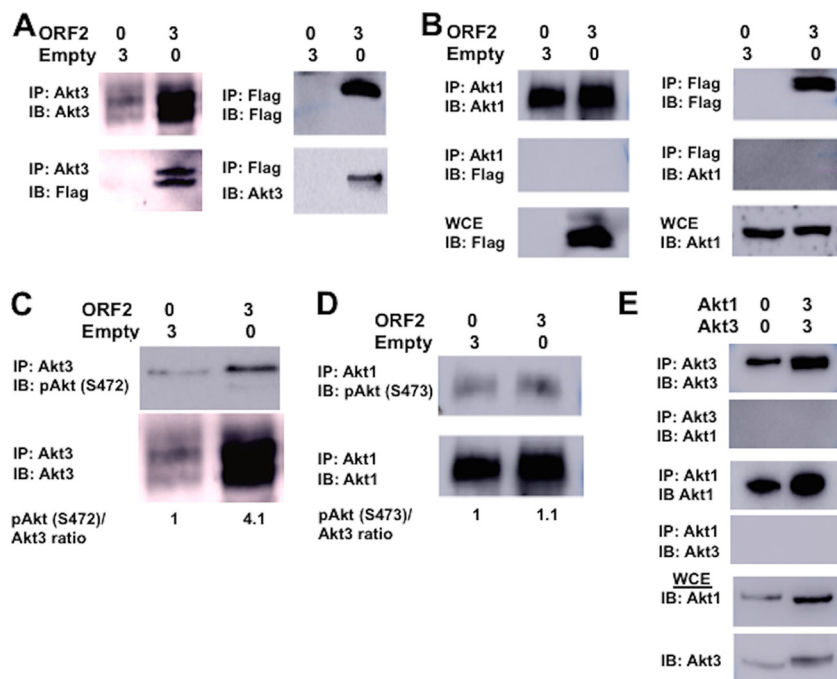 A
ORF2 0 3 0 3
Empty 3 0 3 0
IP: Akt3
IB: Akt3
IP: Flag
IB: Flag
IP: Akt3
IB: Flag
IP: Flag
IB: Akt3
B
ORF2 0 3 0 3
Empty 3 0 3 0
IP: Akt1
IB: Akt1
IP: Flag
IB: Flag
IP: Akt1
IB: Flag
IP: Flag
IB: Akt1
WCE
IB: Flag
WCE
IB: Akt1
C
ORF2 0 3
Empty 3 0
IP: Akt3
IB: pAkt (S472)
IP: Akt3
IB: Akt3
pAkt (S472)/
Akt3 ratio
1 4.1
D
ORF2 0 3
Empty 3 0
IP: Akt1
IB: pAkt (S473)
IP: Akt1
IB: Akt1
pAkt (S473)/
Akt3 ratio
1 1.1
E
Akt1 0 3
Akt3 0 3
IP: Akt3
IB: Akt3
IP: Akt3
IB: Akt1
IP: Akt1
IB Akt1
IP: Akt1
IB: Akt3
WCE
IB: Akt1
IB: Akt3